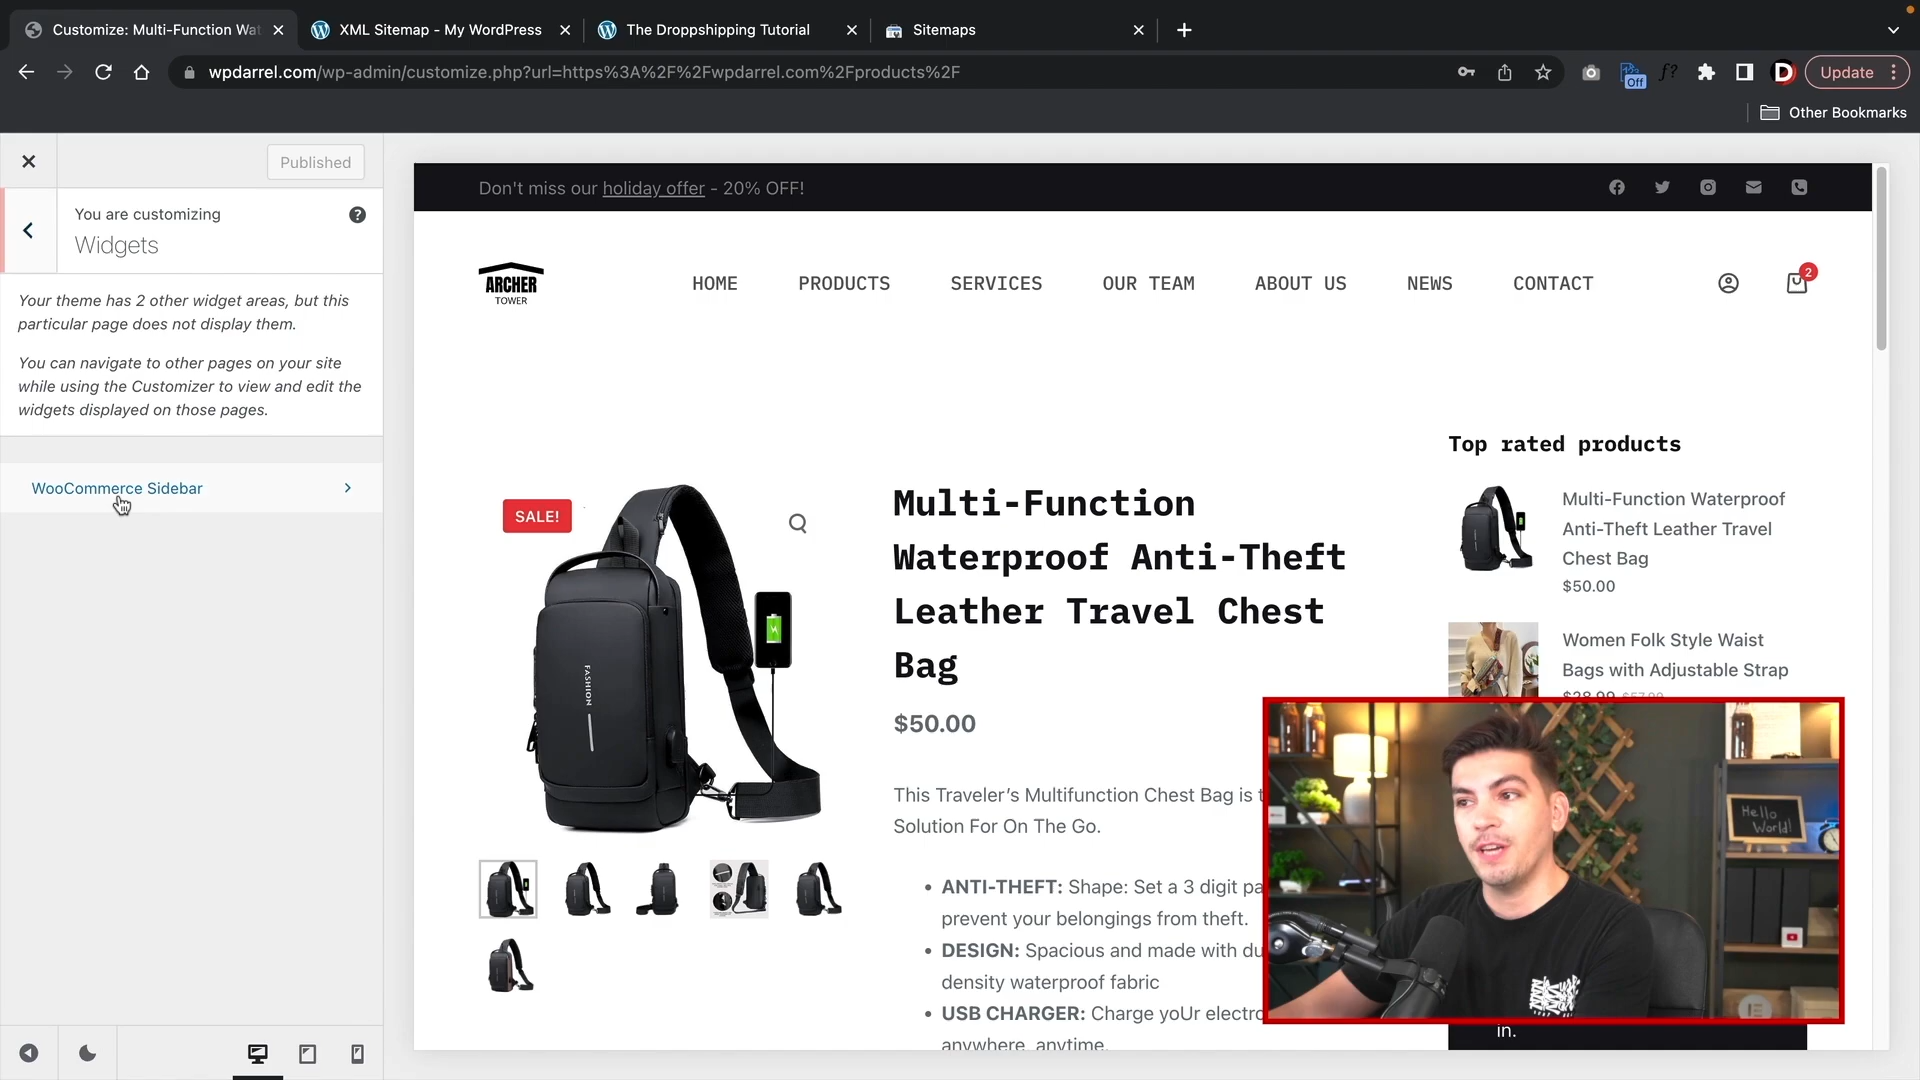 Customize: Multi-Function Wat
XML Sitemap - My WordPress
The Droppshipping Tutorial
Sitemaps
wpdarrel.com/wp-admin/customize.php?url=https%3A%2F%2Fwpdarrel.com%2Fproducts%2F
Off
f?
D
Update
Other Bookmarks
Published
You are customizing
Widgets
Your theme has 2 other widget areas, but this
particular page does not display them.
You can navigate to other pages on your site
while using the Customizer to view and edit the
widgets displayed on those pages.
WooCommerce Sidebar
Don't miss our holiday offer - 20% OFF!
ARCHER
TOWER
HOME
PRODUCTS
SERVICES
OUR TEAM
ABOUT US
NEWS
CONTACT
2
SALE!
FASHION
Multi-Function
Waterproof Anti-Theft
Leather Travel Chest
Bag
$50.00
This Traveler's Multifunction Chest Bag is t
Solution For On The Go.
• ANTI-THEFT: Shape: Set a 3 digit pa
prevent your belongings from theft.
• DESIGN: Spacious and made with du
density waterproof fabric
• USB CHARGER: Charge yoUr electro
anywhere, anytime.
Top rated products
Multi-Function Waterproof
Anti-Theft Leather Travel
Chest Bag
$50.00
Women Folk Style Waist
Bags with Adjustable Strap
$28.99 $57.99
Hello
World!
in.